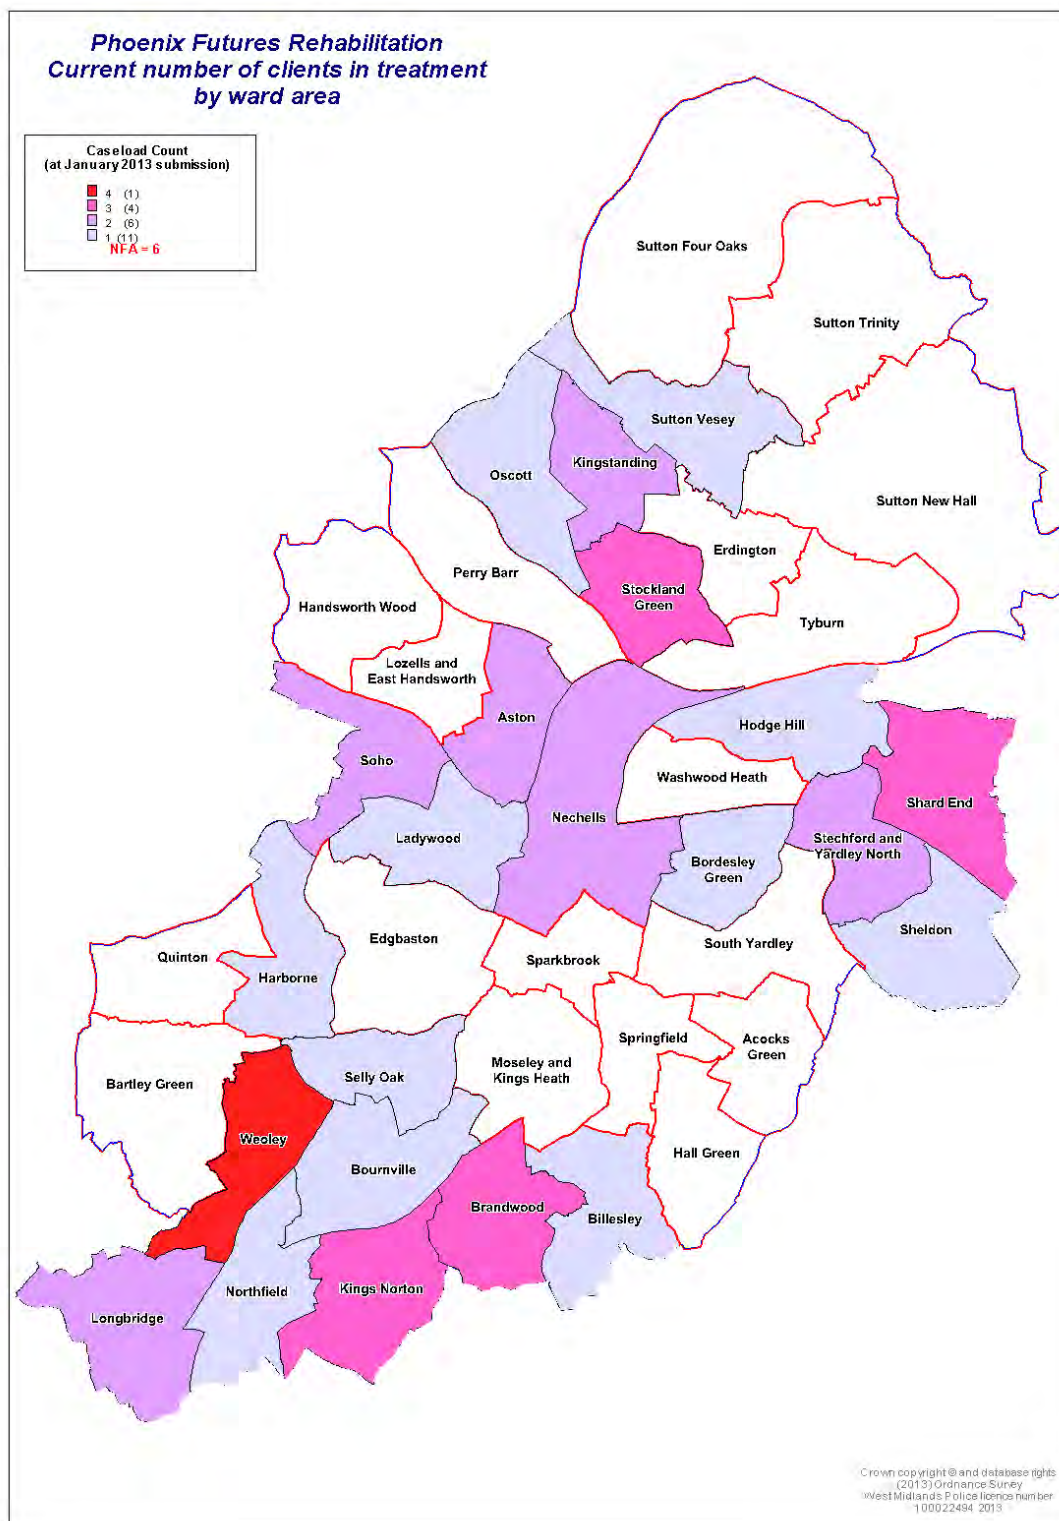 Phoenix Futures Rehabilitation
Current number of clients in treatment
by ward area
Caseload Count
(at January 2013 submission)
4 (1)
3 (4)
2 (6)
1 (11)
NFA = 6
Sutton Four Oaks
Sutton Trinity
Sutton Vesey
Kingstanding
Oscott
Sutton New Hall
Erdington
Perry Barr
Stockland
Green
Handsworth Wood
Tyburn
Lozells and
East Handsworth
Aston
Hodge Hill
Soho
Washwood Heath
Shard End
Nechells
Ladywood
Stechford and
Yardley North
Bordesley
Green
Sheldon
Edgbaston
South Yardley
Quinton
Sparkbrook
Harborne
Springfield
Acocks
Green
Moseley and
Kings Heath
Selly Oak
Bartley Green
Weoley
Hall Green
Bournville
Brandwood
Billesley
Northfield
Kings Norton
Longbridge
Crown copyright © and database rights
(2013) Ordnance Survey
West Midlands Police licence number
100022494 2013